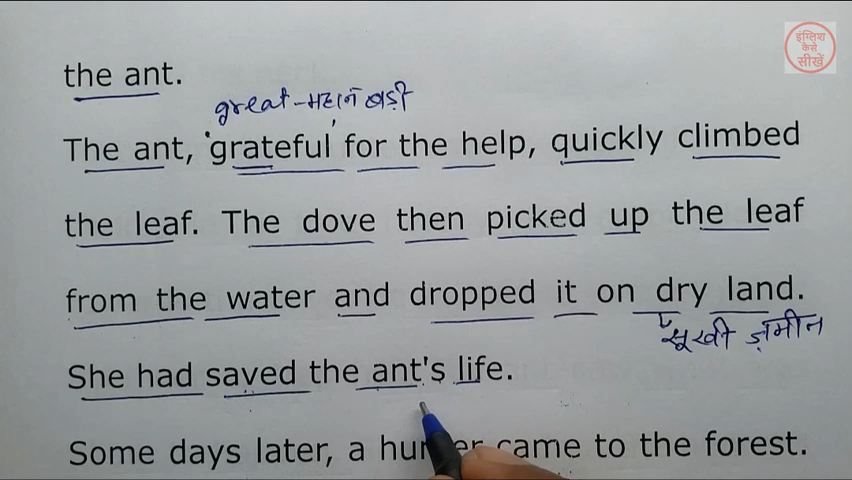 इंग्लिश
कैसे
सीखें
the ant.
great - महान बड़ी
The ant, 'grateful' for the help, quickly climbed
the leaf. The dove then picked up the leaf
from the water and dropped it on dry land.
सूखी ज़मीन
She had saved the ant's life.
Some days later, a came to the forest.